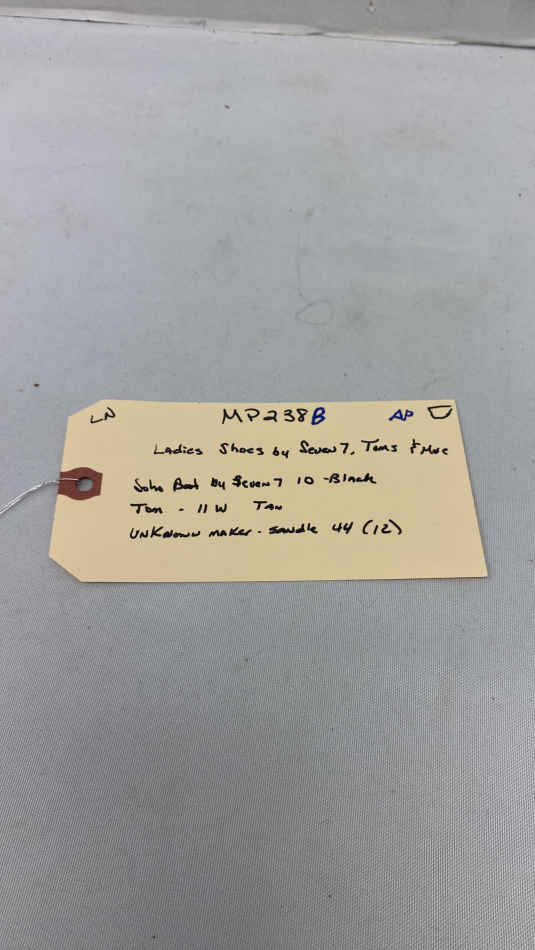 LN MP238B AP
Ladies Shoes by Seven7, Toms & More
Soho Boot by Seven7 10 - Black
Tom - 11 W Tan
Unknown maker - sandle 44 (12)